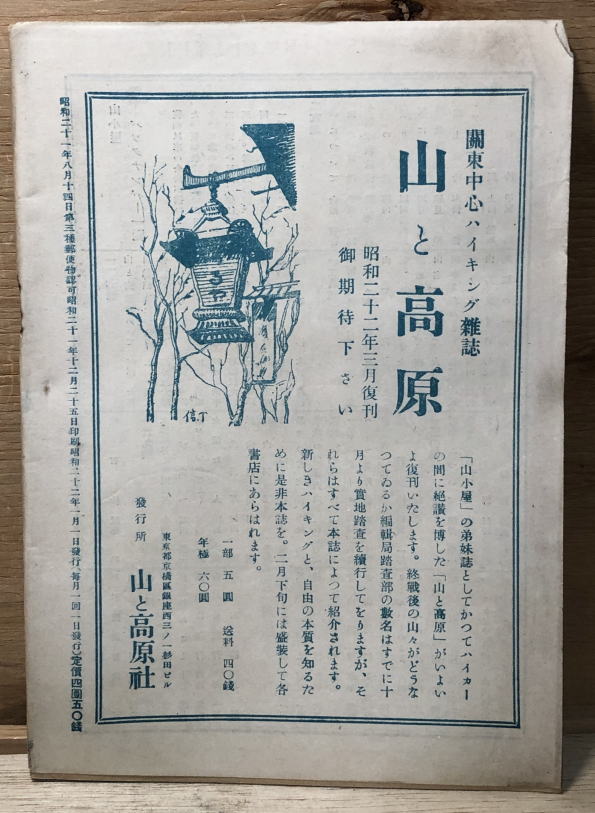 關東中心ハイキング雜誌
山と高原
昭和二十二年三月復刊
御期待下さい
「山小屋」の弟妹誌としてかつてハイカー
の間に絶讃を博した「山と高原」がいよい
よ復刊いたします。終戰後の山々がどうな
つてゐるか編輯局踏査部の數名はすでに十
月より實地踏査を續行してをりますが、そ
れらはすべて本誌によつて紹介されます。
新しきハイキングと、自由の本質を知るた
めに是非本誌を。二月下旬には盛裝して各
書店にあらはれます。
一部 五圓 送料 四〇錢
年極 六〇圓
東京都京橋區銀座西三ノ一
發行所 山と高原社
昭和二十一年八月十四日第三種郵便物認可昭和二十一年十二月二十五日印刷昭和二十二年一月一日發行(毎月一回一日發行)定價四圓五〇錢